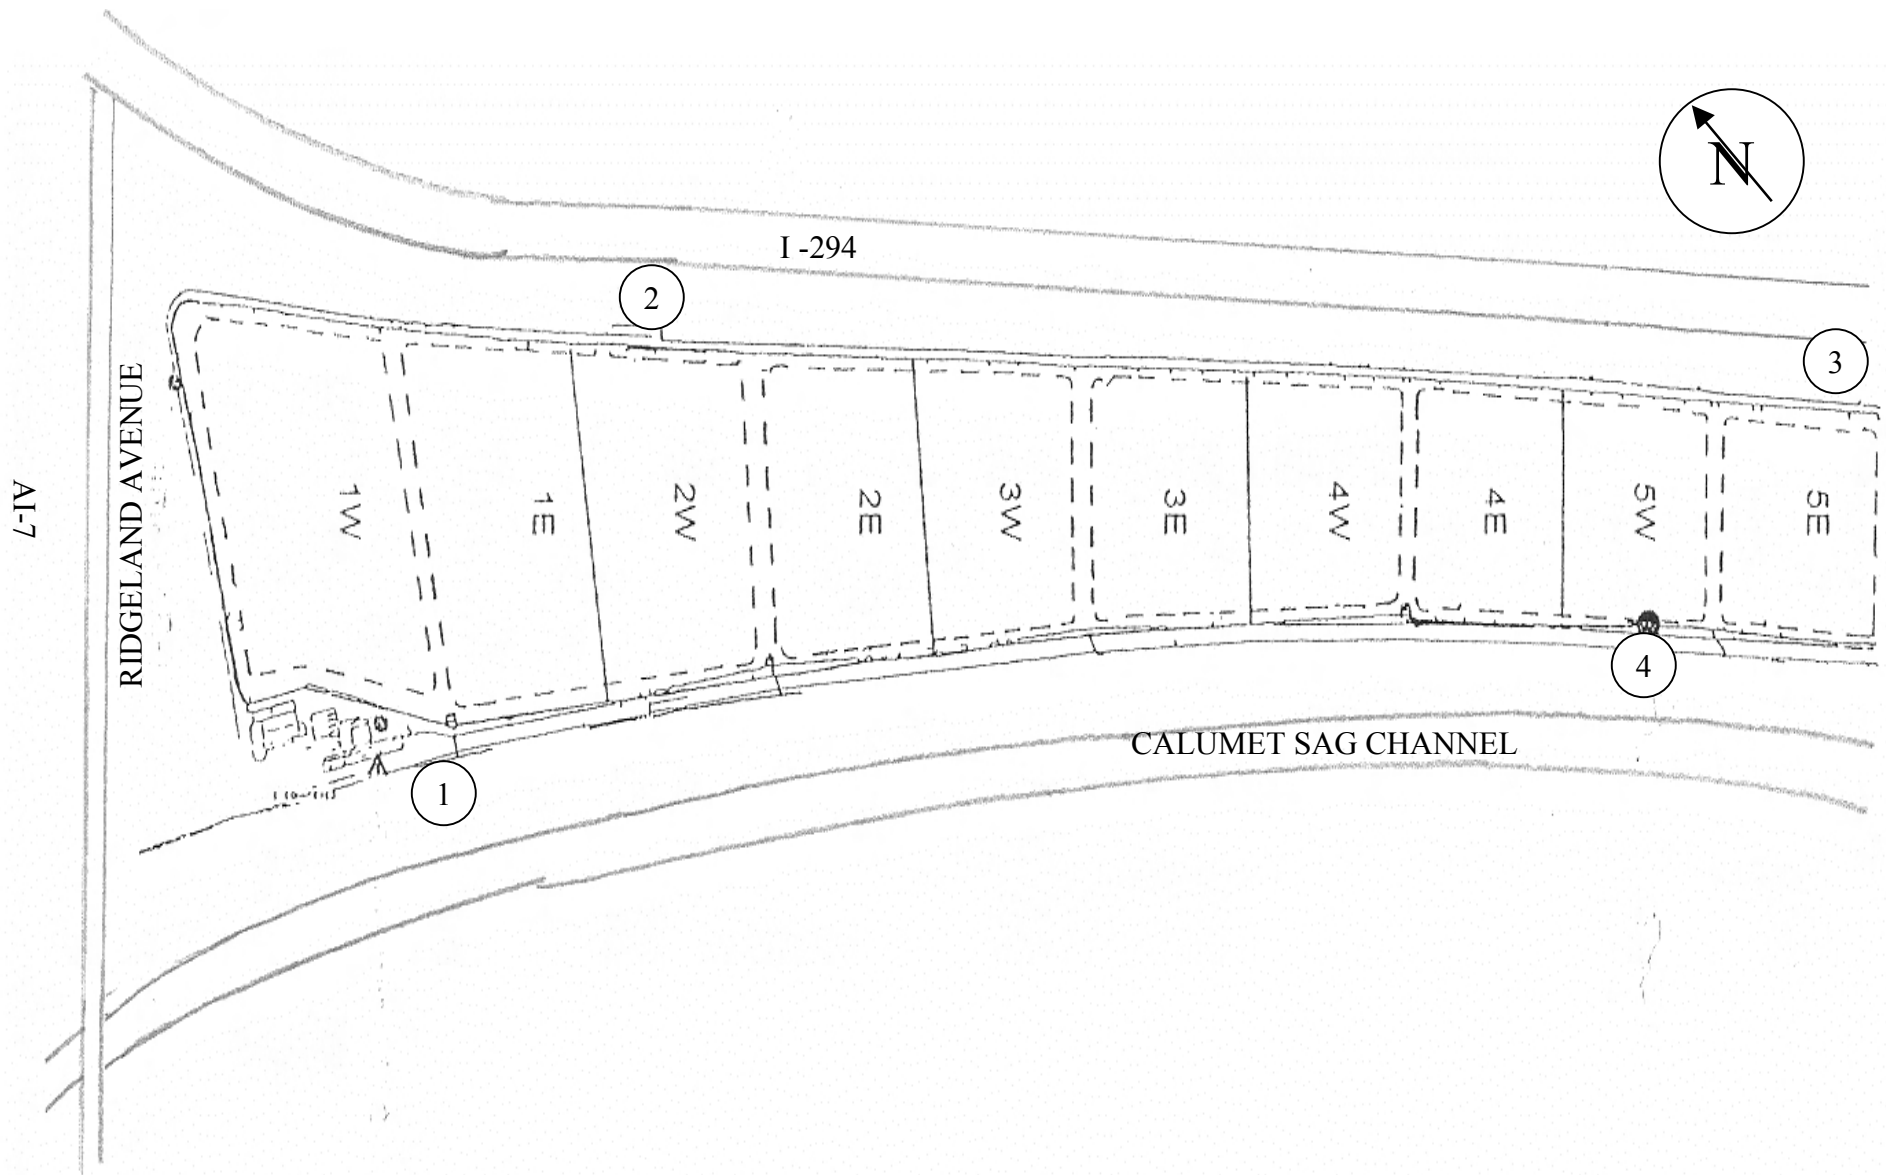 N
I -294
2
3
RIDGELAND AVENUE
AI-7
1W
1E
2W
2E
3W
3E
4W
4E
5W
5E
4
CALUMET SAG CHANNEL
1